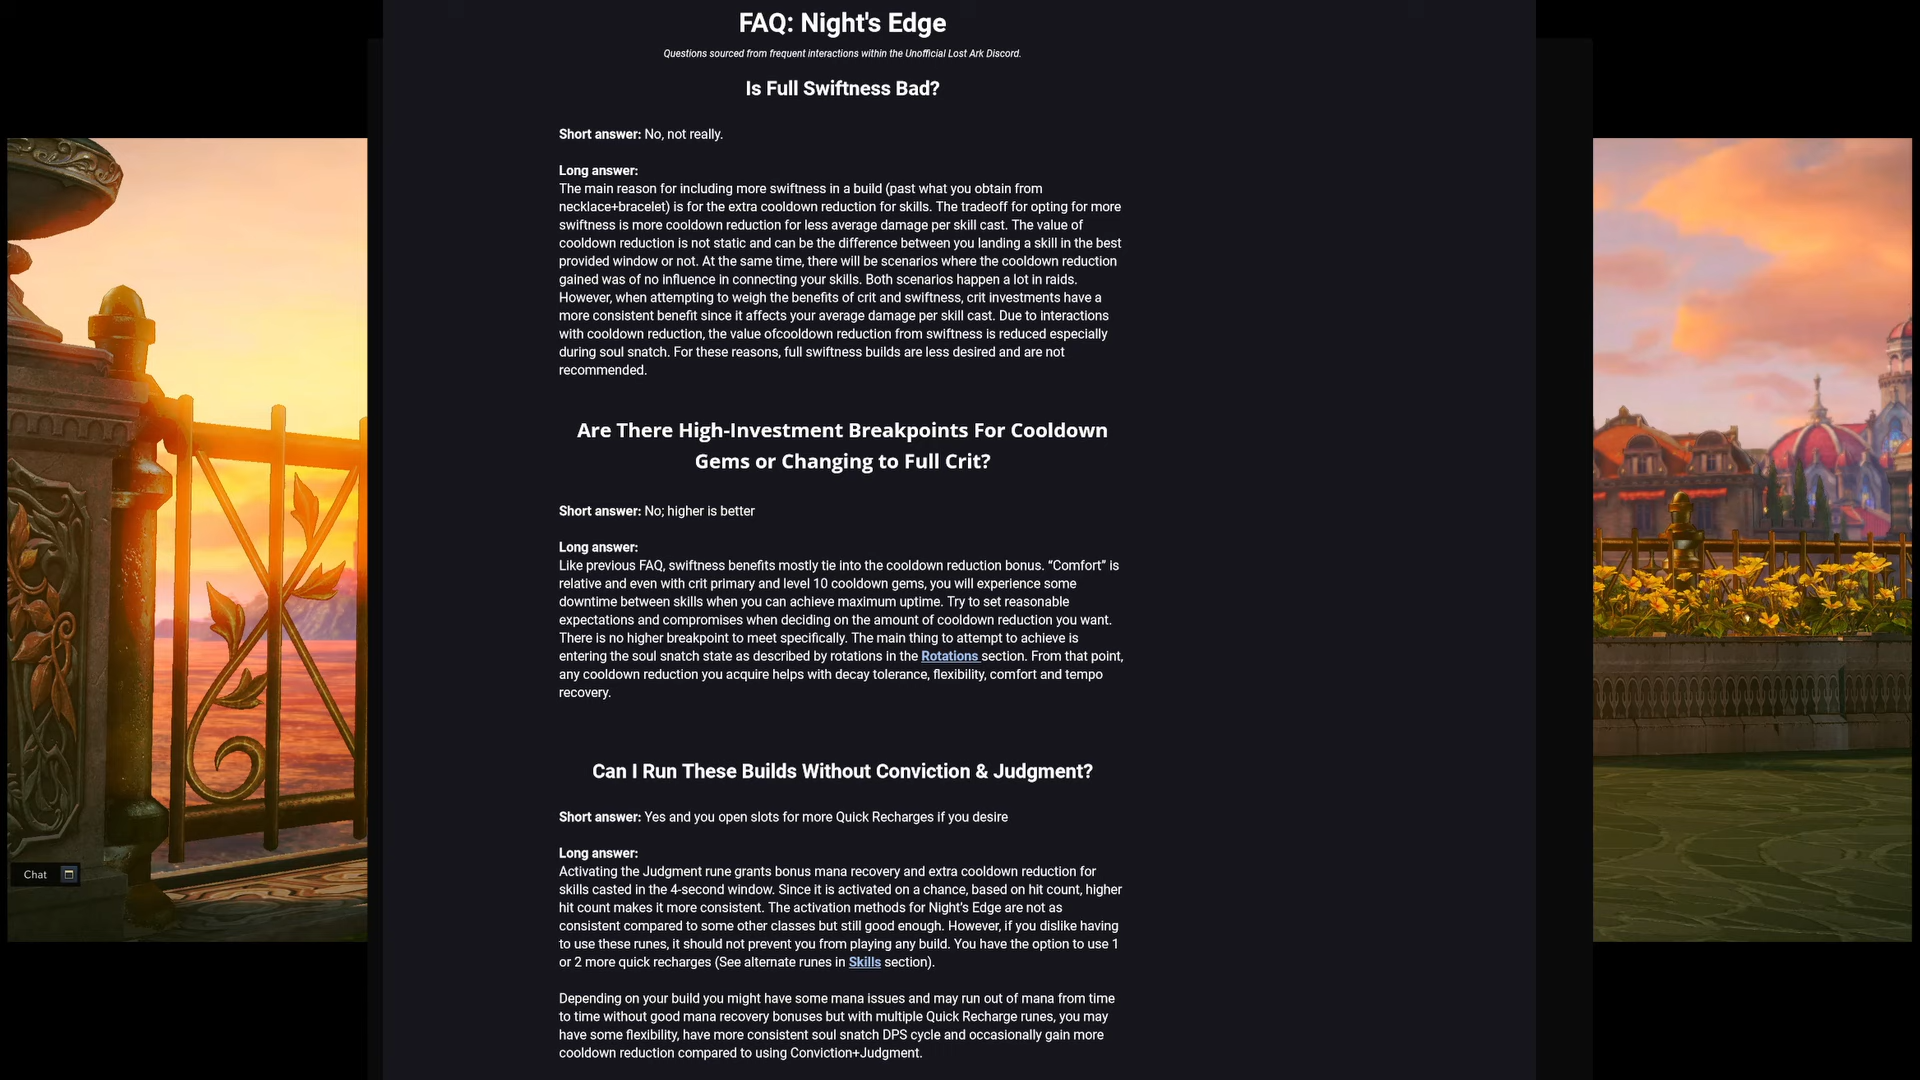 FAQ: Night's Edge
Questions sourced from frequent interactions within the Unofficial Lost Ark Discord.
Is Full Swiftness Bad?
Short answer: No, not really.
Long answer:
The main reason for including more swiftness in a build (past what you obtain from
necklace+bracelet) is for the extra cooldown reduction for skills. The tradeoff for opting for more
swiftness is more cooldown reduction for less average damage per skill cast. The value of
cooldown reduction is not static and can be the difference between you landing a skill in the best
provided window or not. At the same time, there will be scenarios where the cooldown reduction
gained was of no influence in connecting your skills. Both scenarios happen a lot in raids.
However, when attempting to weigh the benefits of crit and swiftness, crit investments have a
more consistent benefit since it affects your average damage per skill cast. Due to interactions
with cooldown reduction, the value ofcooldown reduction from swiftness is reduced especially
during soul snatch. For these reasons, full swiftness builds are less desired and are not
recommended.
Are There High-Investment Breakpoints For Cooldown
Gems or Changing to Full Crit?
Short answer: No; higher is better
Long answer:
Like previous FAQ, swiftness benefits mostly tie into the cooldown reduction bonus. “Comfort” is
relative and even with crit primary and level 10 cooldown gems, you will experience some
downtime between skills when you can achieve maximum uptime. Try to set reasonable
expectations and compromises when deciding on the amount of cooldown reduction you want.
There is no higher breakpoint to meet specifically. The main thing to attempt to achieve is
entering the soul snatch state as described by rotations in the Rotations section. From that point,
any cooldown reduction you acquire helps with decay tolerance, flexibility, comfort and tempo
recovery.
Can I Run These Builds Without Conviction & Judgment?
Short answer: Yes and you open slots for more Quick Recharges if you desire
Long answer:
Activating the Judgment rune grants bonus mana recovery and extra cooldown reduction for
skills casted in the 4-second window. Since it is activated on a chance, based on hit count, higher
hit count makes it more consistent. The activation methods for Night's Edge are not as
consistent compared to some other classes but still good enough. However, if you dislike having
to use these runes, it should not prevent you from playing any build. You have the option to use 1
or 2 more quick recharges (See alternate runes in Skills section).
Depending on your build you might have some mana issues and may run out of mana from time
to time without good mana recovery bonuses but with multiple Quick Recharge runes, you may
have some flexibility, have more consistent soul snatch DPS cycle and occasionally gain more
cooldown reduction compared to using Conviction+Judgment.
Chat